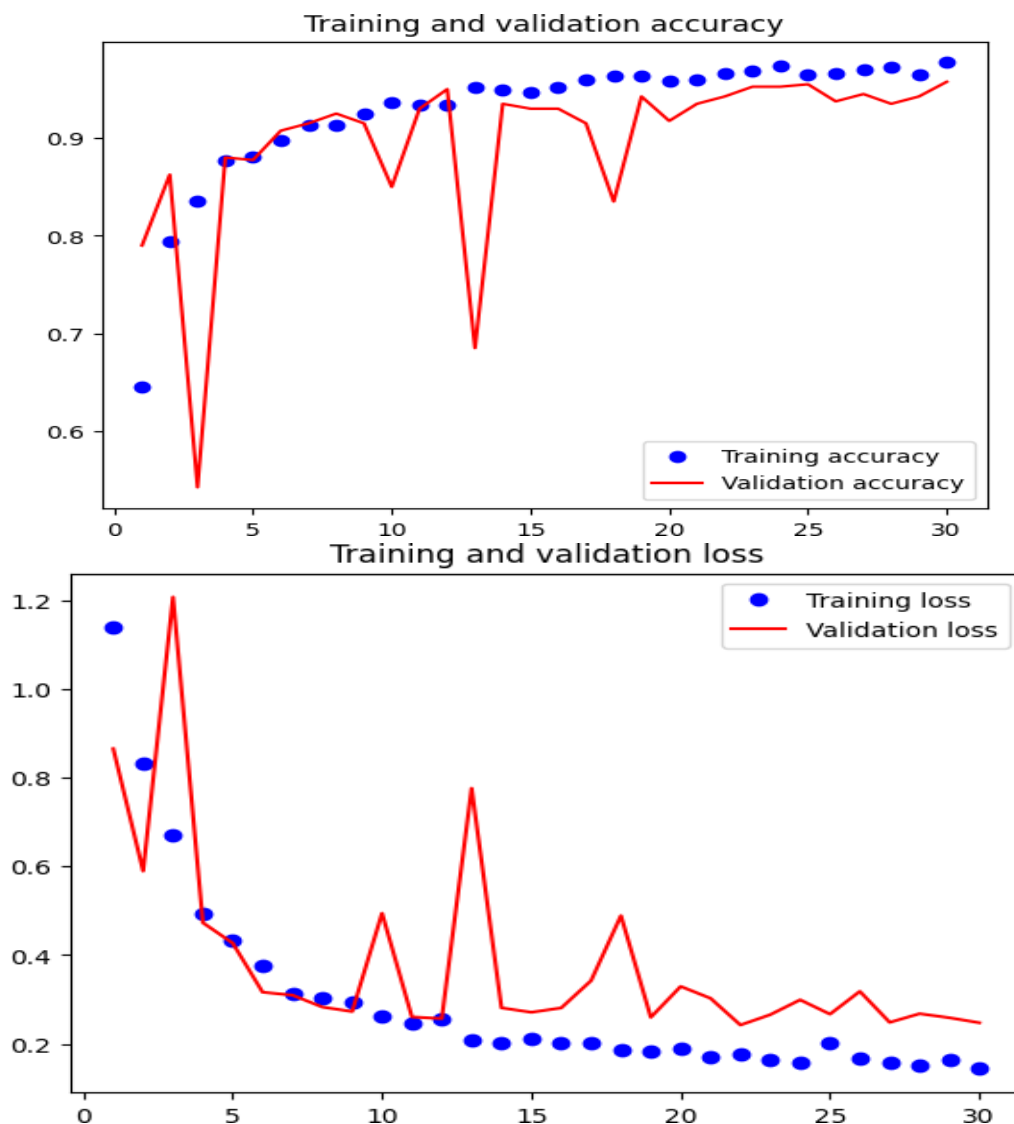 Training and validation accuracy
0.9
0.8
0.7
0.6
Training accuracy
Validation accuracy
0 5 10 15 20 25 30
Training and validation loss
1.2
1.0
0.8
0.6
0.4
0.2
Training loss
Validation loss
0 5 10 15 20 25 30